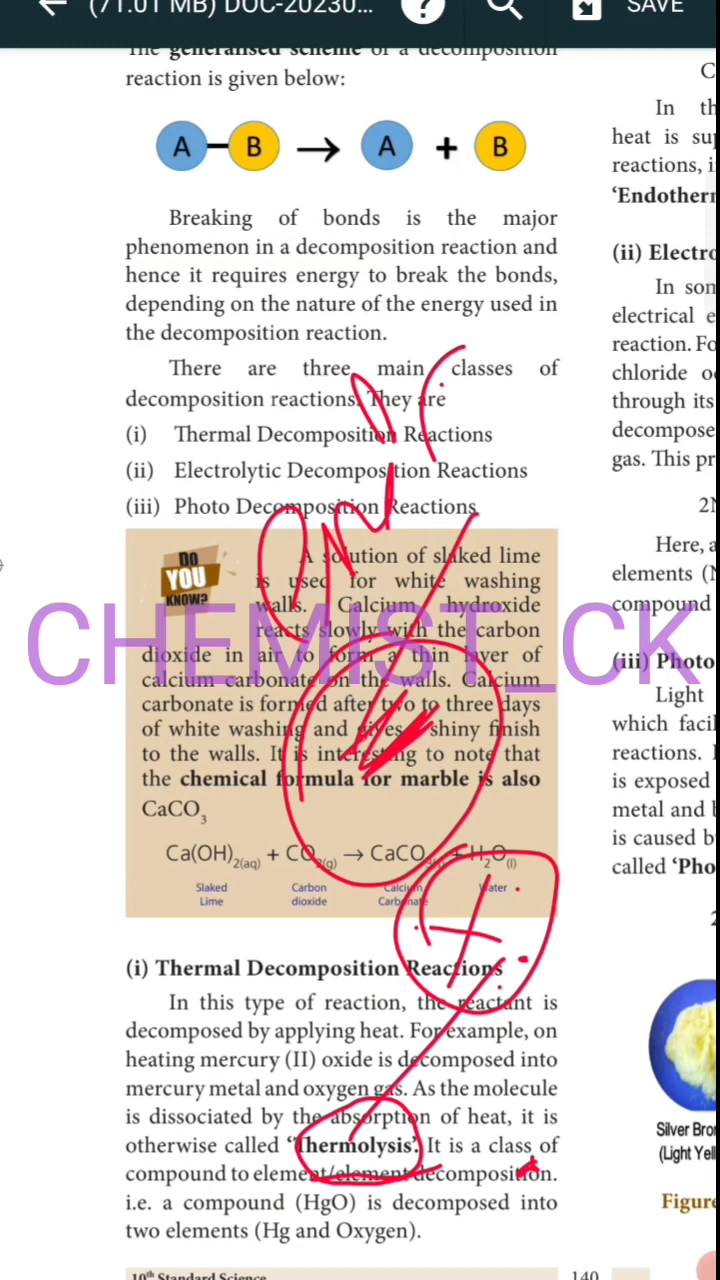 (71.01 MB) DOC-20230... ? SAVE
The generalised scheme of a decomposition
reaction is given below:
A B → A + B
Breaking of bonds is the major
phenomenon in a decomposition reaction and
hence it requires energy to break the bonds,
depending on the nature of the energy used in
the decomposition reaction.
There are three main classes of
decomposition reactions. They are
(i) Thermal Decomposition Reactions
(ii) Electrolytic Decomposition Reactions
(iii) Photo Decomposition Reactions
DO
YOU
KNOW?
A solution of slaked lime
is used for white washing
walls. Calcium hydroxide
reacts slowly with the carbon
dioxide in air to form a thin layer of
calcium carbonate on the walls. Calcium
carbonate is formed after two to three days
of white washing and gives a shiny finish
to the walls. It is interesting to note that
the chemical formula for marble is also
CaCO3
Ca(OH)2(aq) + CO2(g) → CaCO3(s) + H2O(l)
Slaked Lime
Carbon dioxide
Calcium Carbonate
Water
CHEMIST_CK
(i) Thermal Decomposition Reactions
In this type of reaction, the reactant is
decomposed by applying heat. For example, on
heating mercury (II) oxide is decomposed into
mercury metal and oxygen gas. As the molecule
is dissociated by the absorption of heat, it is
otherwise called ‘Thermolysis’. It is a class of
compound to element/element decomposition.
i.e. a compound (HgO) is decomposed into
two elements (Hg and Oxygen).
10th Standard Science
140
C
In th
heat is su
reactions, i
‘Endother
(ii) Electro
In som
electrical e
reaction. Fo
chloride o
through its
decompose
gas. This pr
2N
Here, a
elements (N
compound
(iii) Photo
Light
which facil
reactions.
is exposed
metal and b
is caused b
called ‘Pho
2
Silver Bro
(Light Yel
Figure